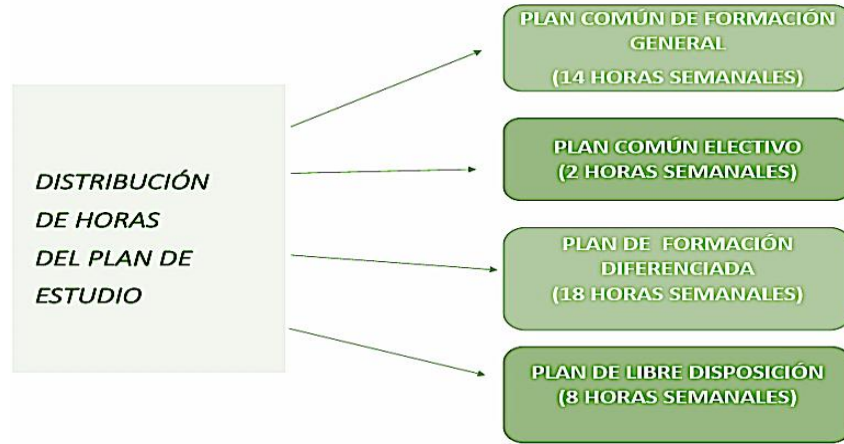 DISTRIBUCIÓN
DE HORAS
DEL PLAN DE
ESTUDIO
PLAN COMÚN DE FORMACIÓN
GENERAL
(14 HORAS SEMANALES)
PLAN COMÚN ELECTIVO
(2 HORAS SEMANALES)
PLAN DE FORMACIÓN
DIFERENCIADA
(18 HORAS SEMANALES)
PLAN DE LIBRE DISPOSICIÓN
(8 HORAS SEMANALES)